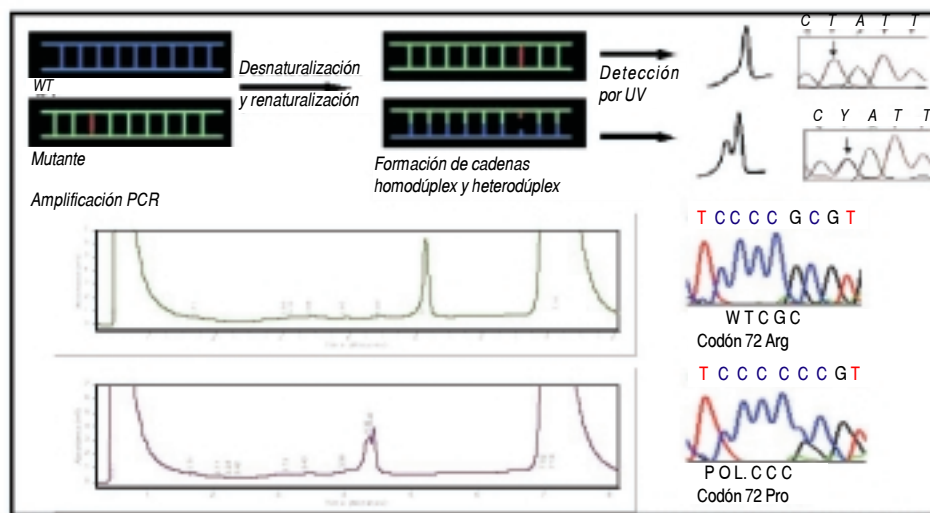 WT
Mutante
Amplificación PCR
Desnaturalización
y renaturalización
Formación de cadenas
homodúplex y heterodúplex
Detección
por UV
C T A T T
C Y A T T
T C C C C G C G T
W T C G C
Codón 72 Arg
T C C C C C C G T
P O L. C C C
Codón 72 Pro